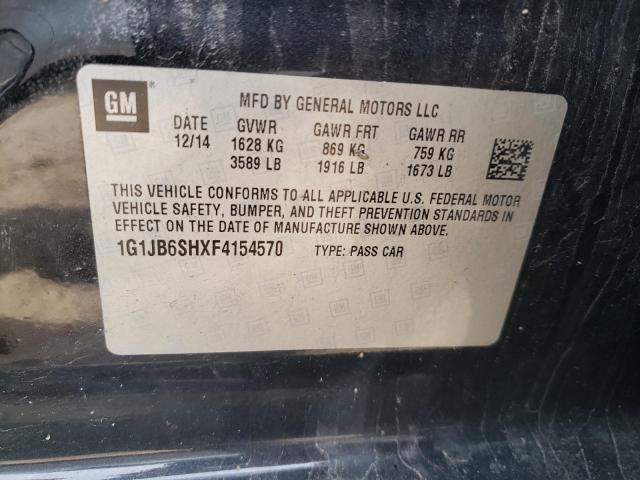 GM
MFD BY GENERAL MOTORS LLC
DATE GVWR GAWR FRT GAWR RR
12/14 1628 KG 869 KG 759 KG
3589 LB 1916 LB 1673 LB
THIS VEHICLE CONFORMS TO ALL APPLICABLE U.S. FEDERAL MOTOR
VEHICLE SAFETY, BUMPER, AND THEFT PREVENTION STANDARDS IN
EFFECT ON THE DATE OF MANUFACTURE SHOWN ABOVE.
1G1JB6SHXF4154570 TYPE: PASS CAR